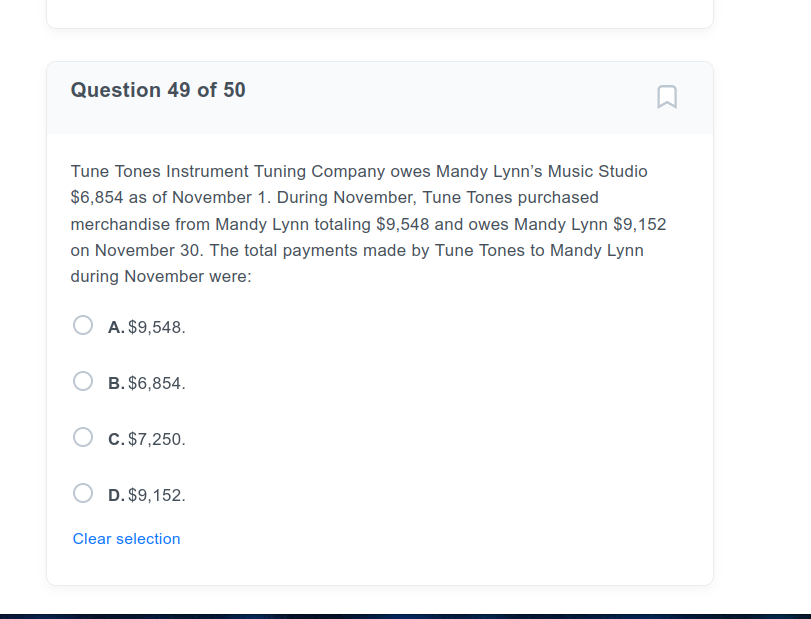 Question 49 of 50
Tune Tones Instrument Tuning Company owes Mandy Lynn’s Music Studio
$6,854 as of November 1. During November, Tune Tones purchased
merchandise from Mandy Lynn totaling $9,548 and owes Mandy Lynn $9,152
on November 30. The total payments made by Tune Tones to Mandy Lynn
during November were:
A. $9,548.
B. $6,854.
C. $7,250.
D. $9,152.
Clear selection